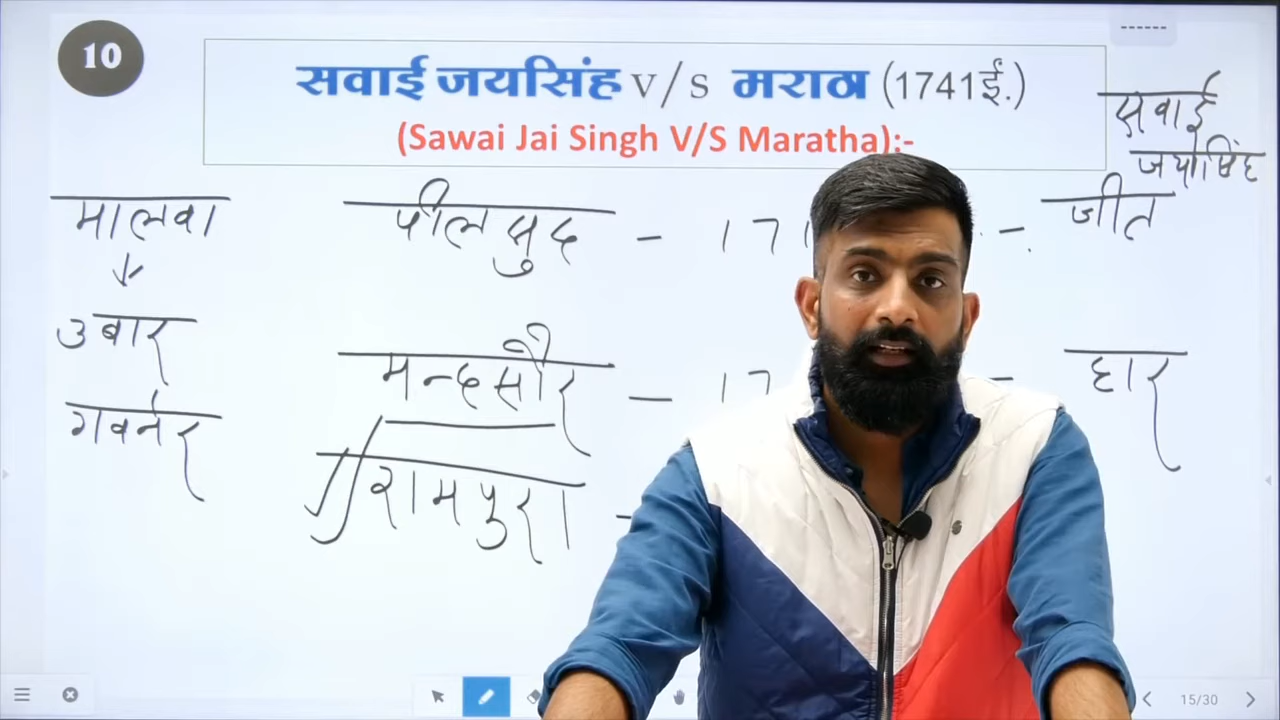 10
सवाई जयसिंह v/s मराठा (1741ई.)
(Sawai Jai Singh V/S Maratha):-
सवाई
जयसिंह
मालवा
पीलसुद - 171 - जीत
3 बार
मन्दसौर - 17 - हार
गवर्नर
रामपुरा -
15/30